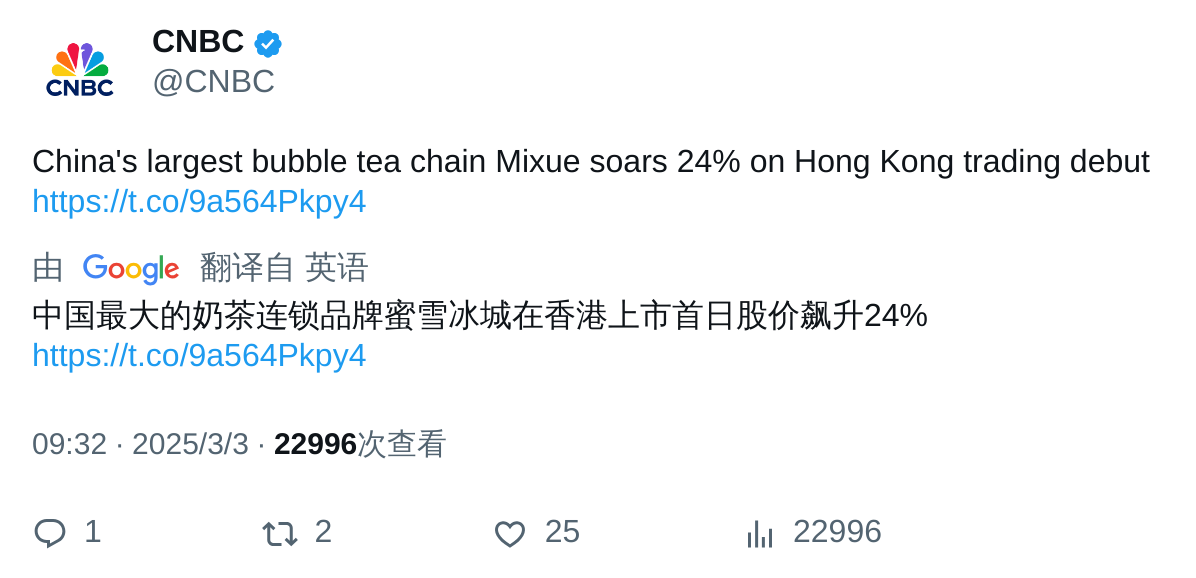 CNBC
CNBC
@CNBC
China's largest bubble tea chain Mixue soars 24% on Hong Kong trading debut
https://t.co/9a564Pkpy4
由 Google 翻译自 英语
中国最大的奶茶连锁品牌蜜雪冰城在香港上市首日股价飙升24%
https://t.co/9a564Pkpy4
09:32 · 2025/3/3 · 22996次查看
1 2 25 22996